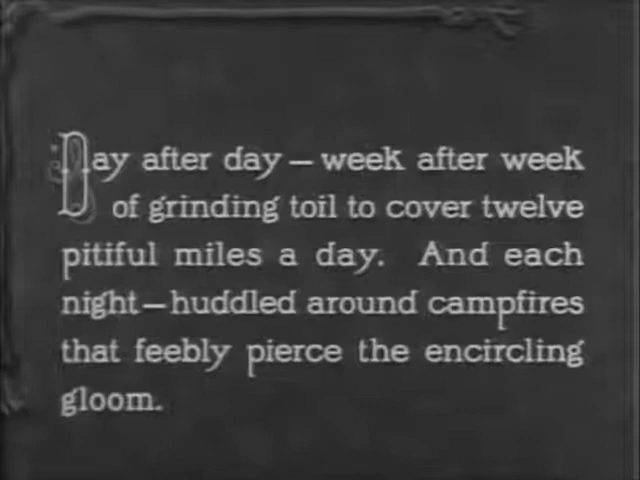 Day after day — week after week
of grinding toil to cover twelve
pitiful miles a day. And each
night — huddled around campfires
that feebly pierce the encircling
gloom.